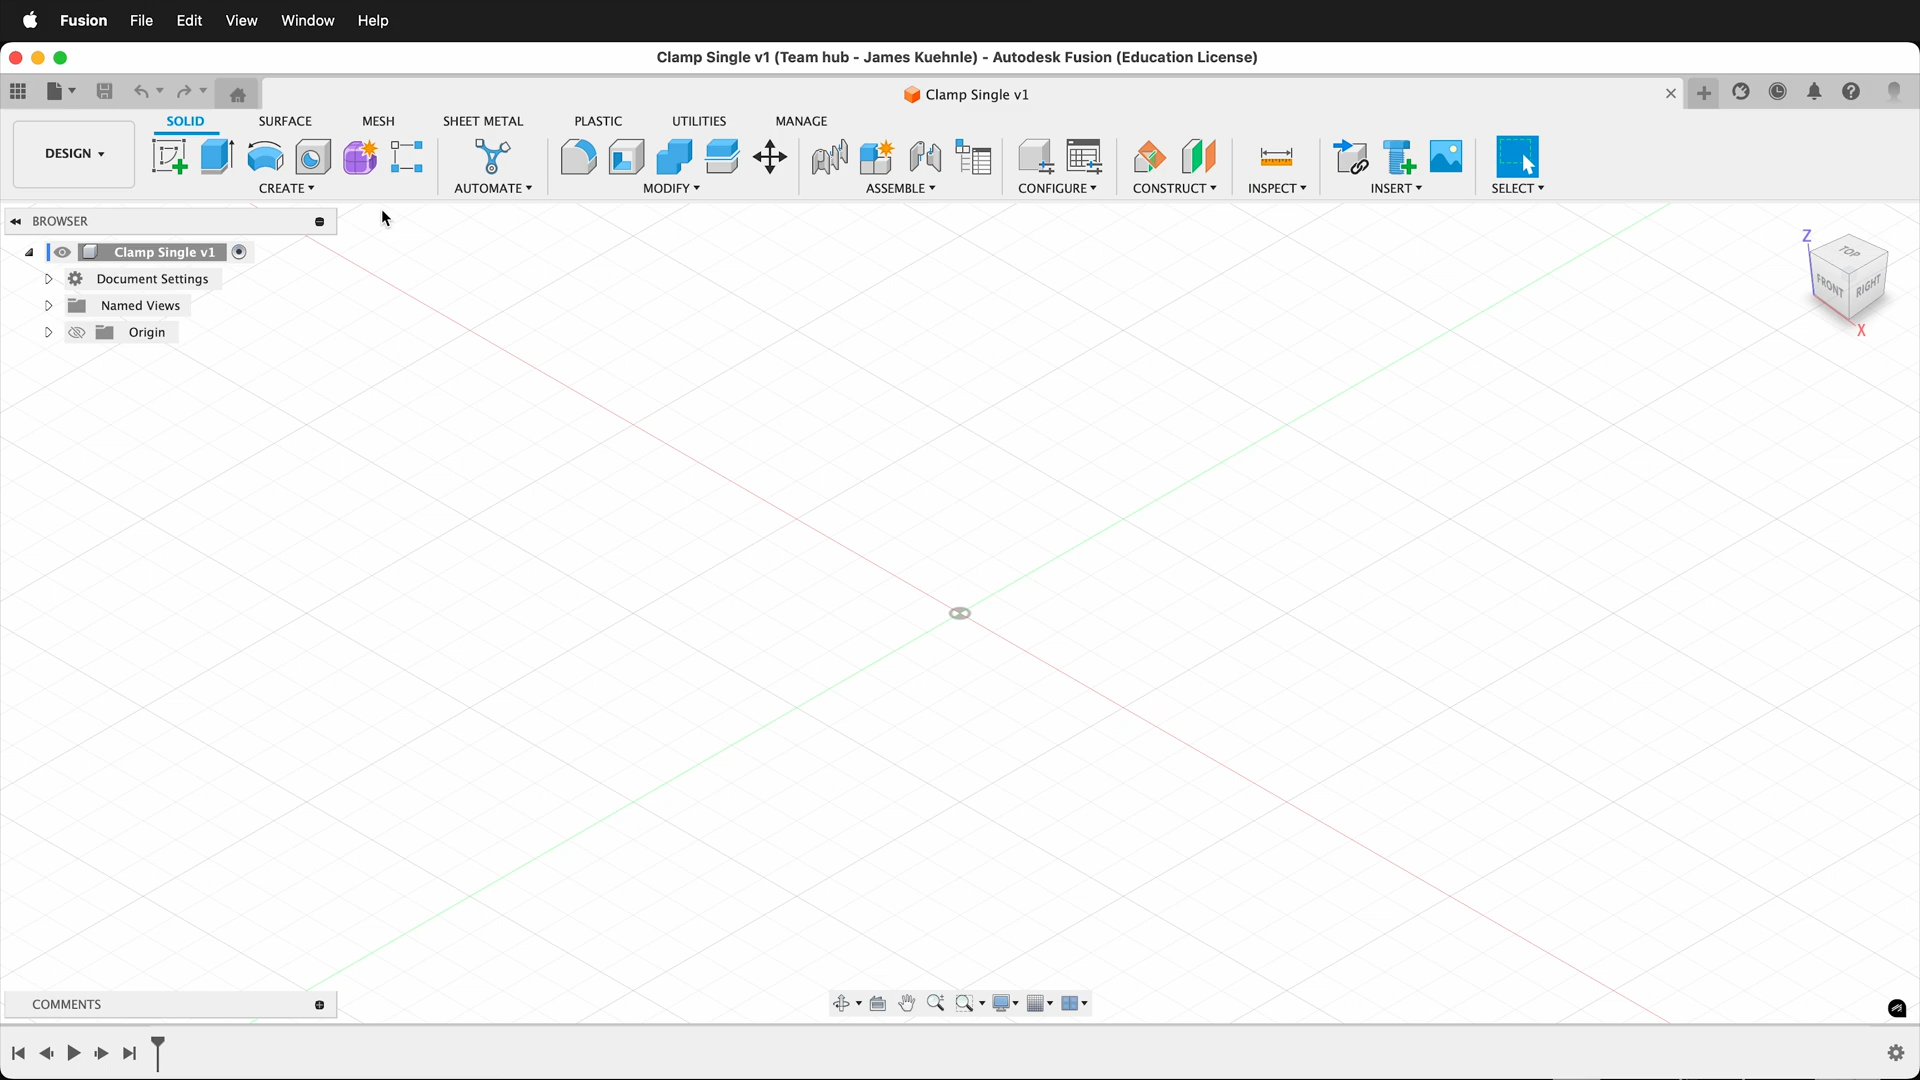 Fusion File Edit View Window Help
Clamp Single v1 (Team hub - James Kuehnle) - Autodesk Fusion (Education License)
Clamp Single v1
SOLID SURFACE MESH SHEET METAL PLASTIC UTILITIES MANAGE
DESIGN
CREATE AUTOMATE MODIFY ASSEMBLE CONFIGURE CONSTRUCT INSPECT INSERT SELECT
BROWSER
Clamp Single v1
Document Settings
Named Views
Origin
Z
TOP
FRONT RIGHT
X
COMMENTS